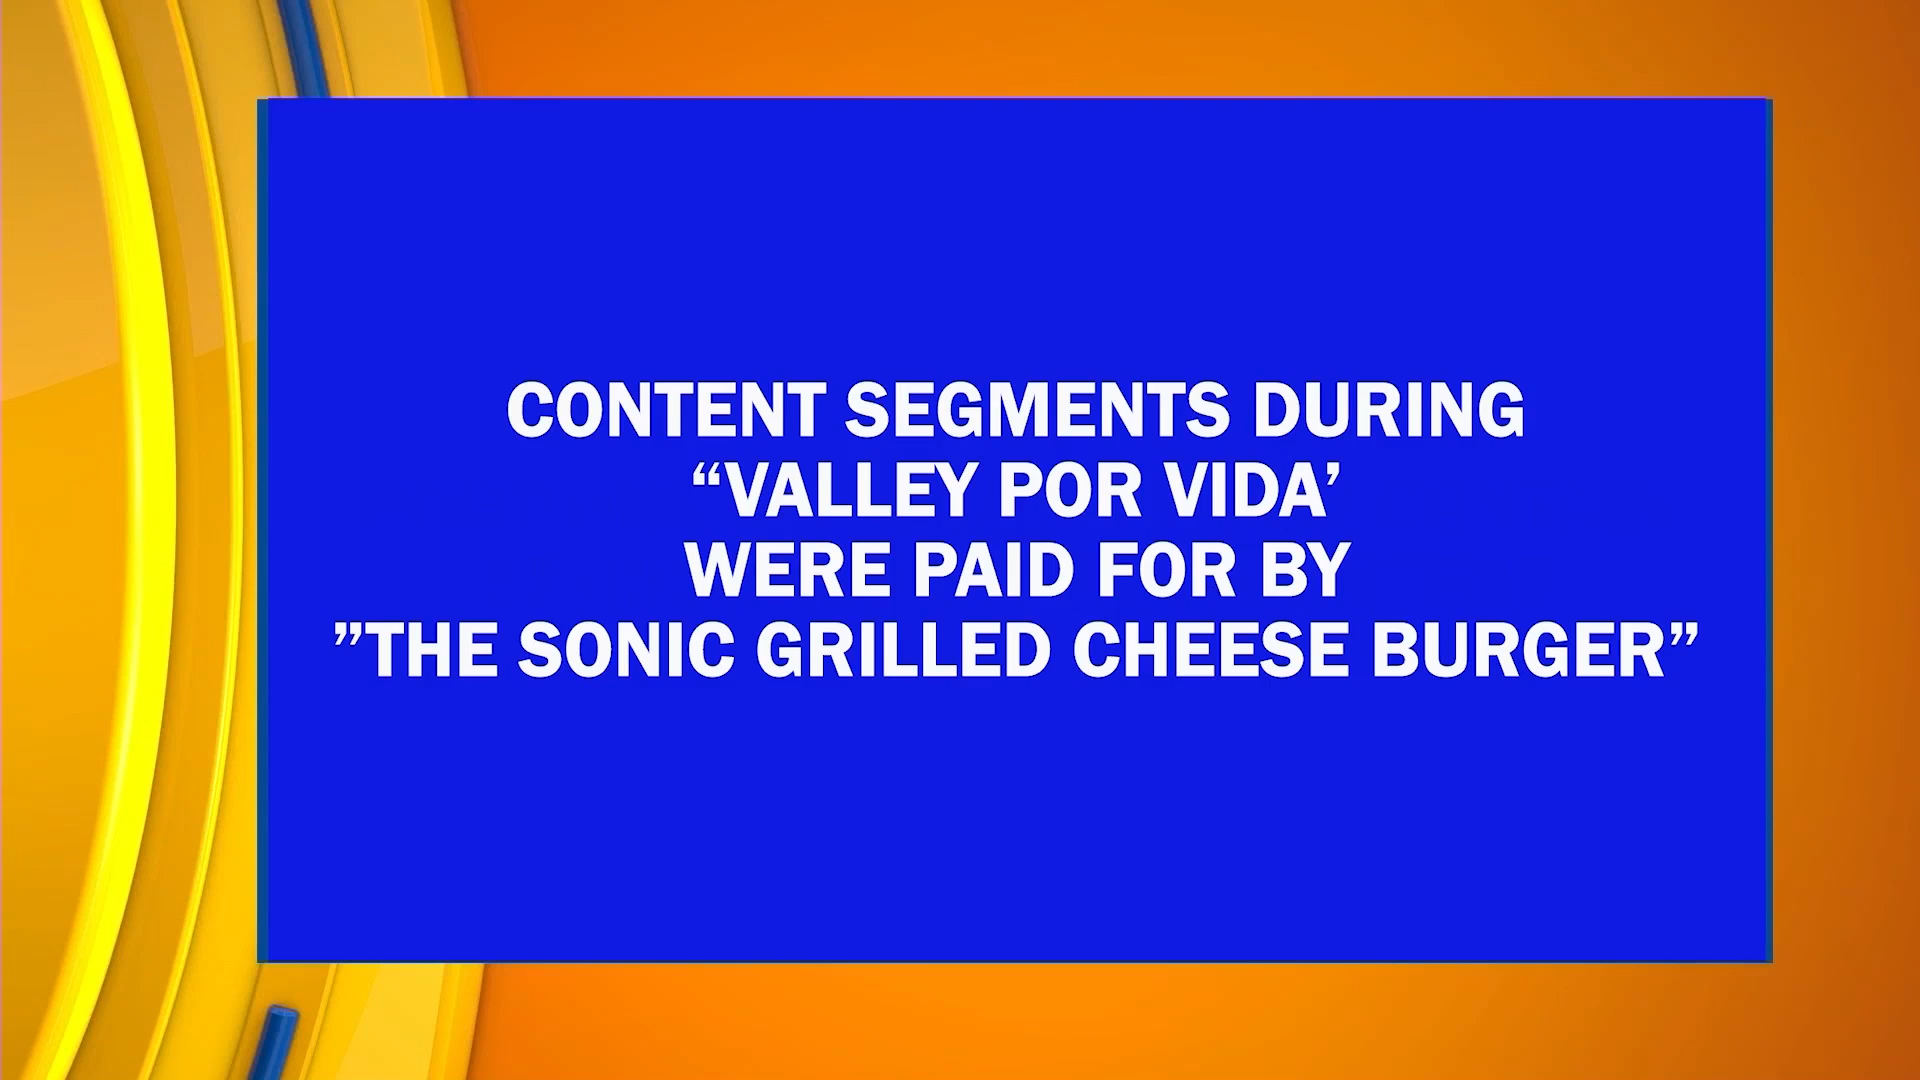 CONTENT SEGMENTS DURING
“VALLEY POR VIDA’
WERE PAID FOR BY
”THE SONIC GRILLED CHEESE BURGER”